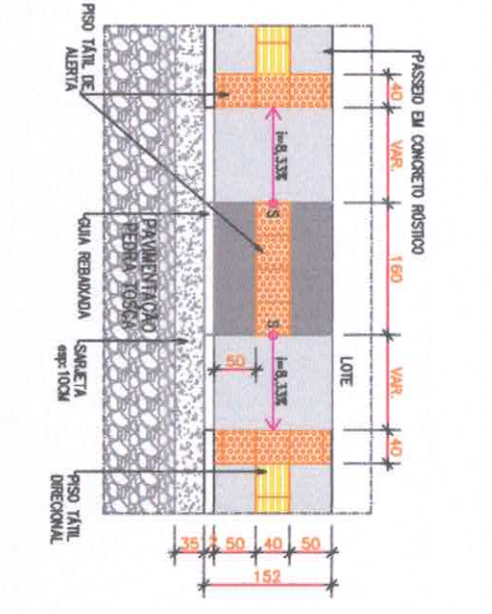 PASSEIO EM CONCRETO RÚSTICO
40
VAR.
160
VAR.
40
LOTE
i=8,33%
S
S
i=8,33%
50
PISO TÁTIL DE
ALERTA
PAVIMENTAÇÃO
PEDRA TOSCA
GUIA REBAIXADA
SARJETA
esp:10CM
PISO TÁTIL
DIRECIONAL
35
50
40
50
152